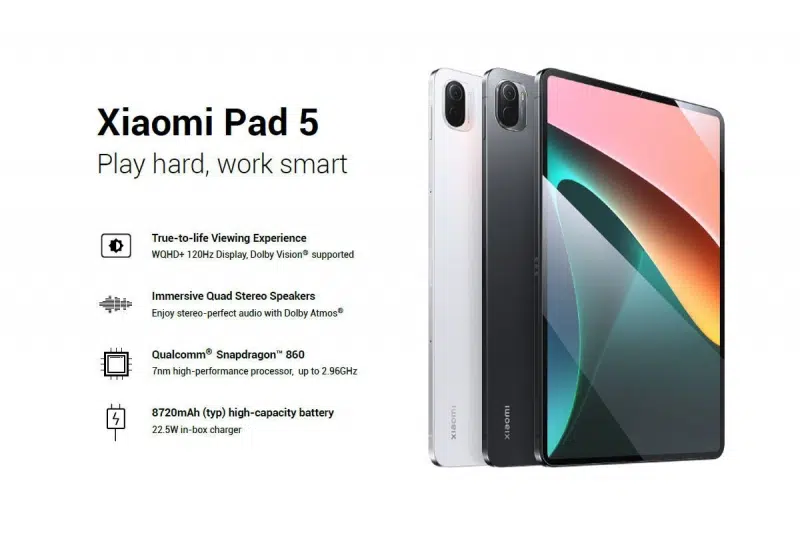 Xiaomi Pad 5
Play hard, work smart
True-to-life Viewing Experience
WQHD+ 120Hz Display, Dolby Vision® supported
Immersive Quad Stereo Speakers
Enjoy stereo-perfect audio with Dolby Atmos®
Qualcomm® Snapdragon™ 860
7nm high-performance processor, up to 2.96GHz
8720mAh (typ) high-capacity battery
22.5W in-box charger
xiaomi
xiaomi